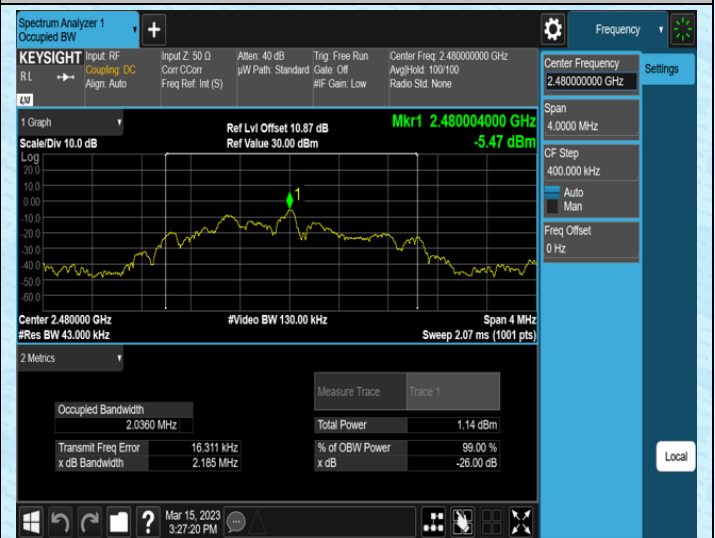 Spectrum Analyzer 1
Occupied BW
+
Frequency
KEYSIGHT
RL
LXI
Input: RF
Coupling: DC
Align: Auto
Input Z: 50 Ω
Corr CCorr
Freq Ref: Int (S)
Atten: 40 dB
µW Path: Standard
Trig: Free Run
Gate: Off
#IF Gain: Low
Center Freq: 2.480000000 GHz
Avg|Hold: 100/100
Radio Std: None
Center Frequency
2.480000000 GHz
Settings
Span
4.0000 MHz
CF Step
400.000 kHz
Auto
Man
Freq Offset
0 Hz
1 Graph
Scale/Div 10.0 dB
Ref Lvl Offset 10.87 dB
Ref Value 30.00 dBm
Mkr1 2.480004000 GHz
-5.47 dBm
Log
20.0
10.0
0.00
-10.0
-20.0
-30.0
-40.0
-50.0
-60.0
1
Center 2.480000 GHz
#Res BW 43.000 kHz
#Video BW 130.00 kHz
Span 4 MHz
Sweep 2.07 ms (1001 pts)
2 Metrics
Measure Trace
Trace 1
Occupied Bandwidth
2.0360 MHz
Total Power
1.14 dBm
Transmit Freq Error
16.311 kHz
% of OBW Power
99.00 %
x dB Bandwidth
2.185 MHz
x dB
-26.00 dB
Local
?
Mar 15, 2023
3:27:20 PM